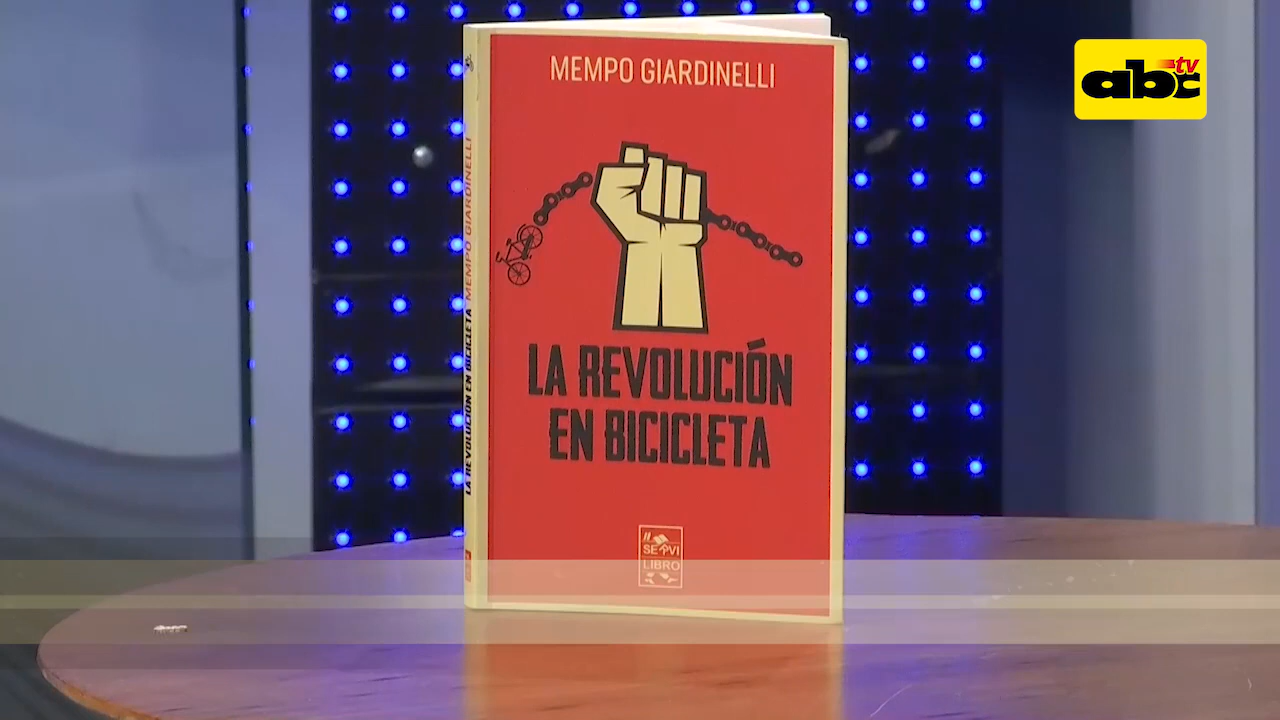 abc tv
MEMPO GIARDINELLI
LA REVOLUCIÓN
EN BICICLETA
SERVI
LIBRO
LA REVOLUCIÓN EN BICICLETA MEMPO GIARDINELLI